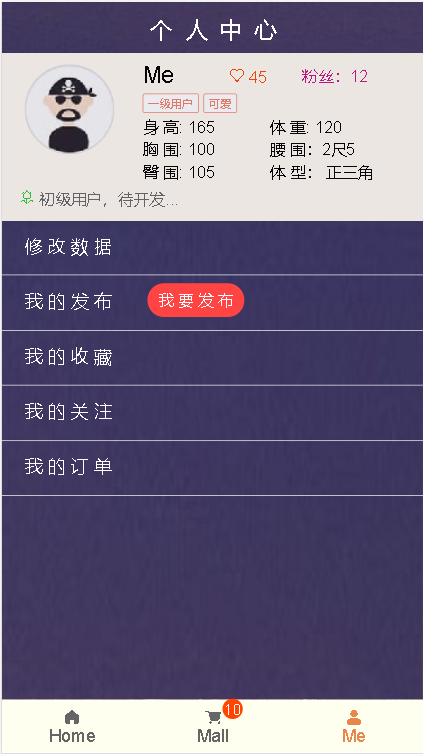 个人中心
Me 45 粉丝：12
一级用户 可爱
身高: 165 体重: 120
胸围: 100 腰围：2尺5
臀围: 105 体型： 正三角
初级用户，待开发...
修改数据
我的发布 我要发布
我的收藏
我的关注
我的订单
10
Home Mall Me